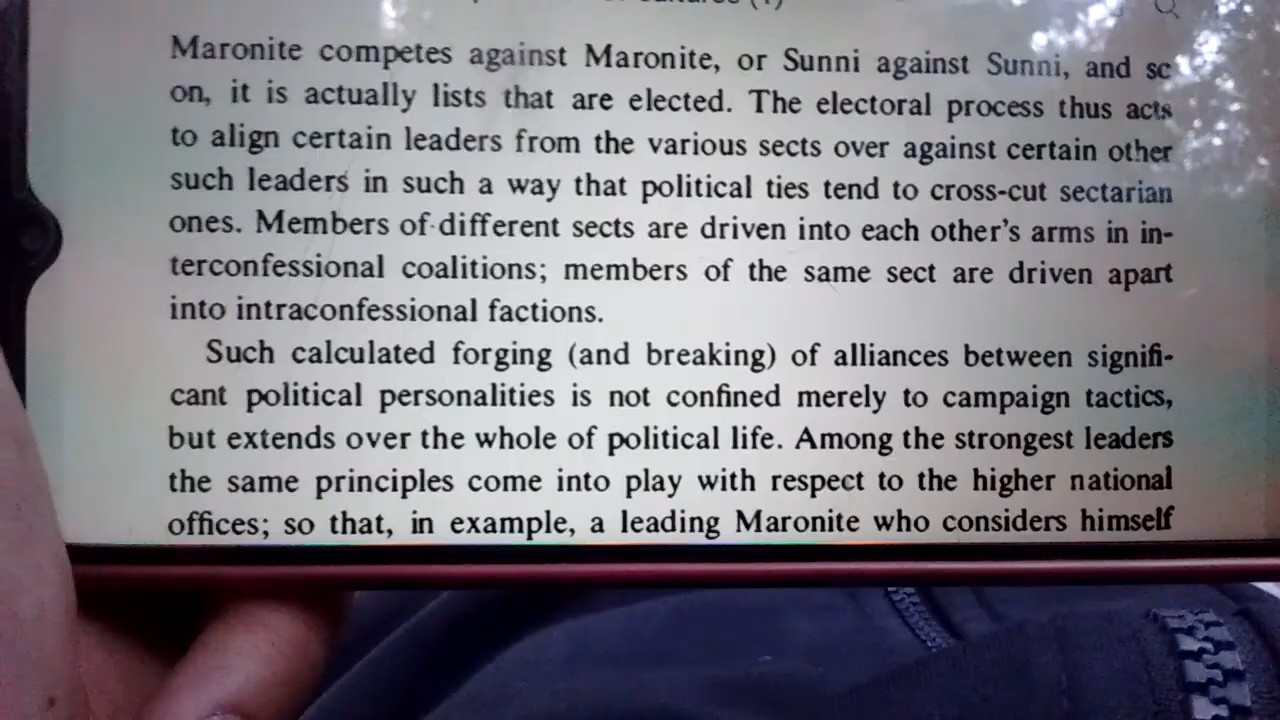 Maronite competes against Maronite, or Sunni against Sunni, and so
on, it is actually lists that are elected. The electoral process thus acts
to align certain leaders from the various sects over against certain other
such leaders in such a way that political ties tend to cross-cut sectarian
ones. Members of different sects are driven into each other's arms in in-
terconfessional coalitions; members of the same sect are driven apart
into intraconfessional factions.
Such calculated forging (and breaking) of alliances between signifi-
cant political personalities is not confined merely to campaign tactics,
but extends over the whole of political life. Among the strongest leaders
the same principles come into play with respect to the higher national
offices; so that, in example, a leading Maronite who considers himself